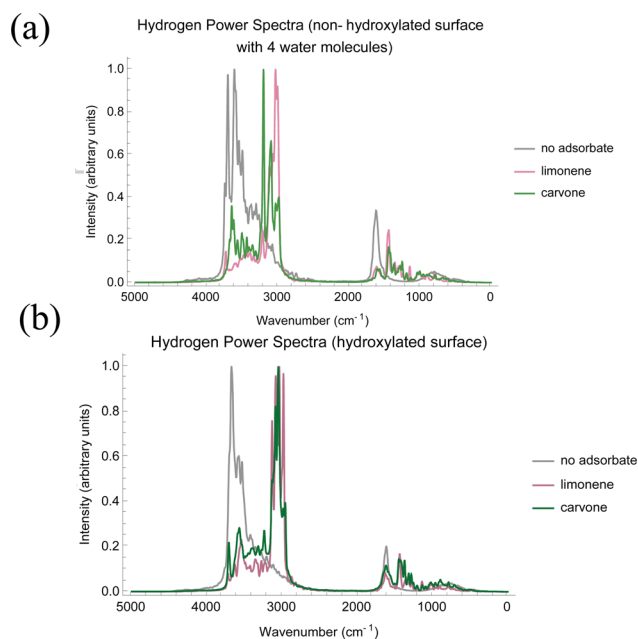 (a)
Hydrogen Power Spectra (non- hydroxylated surface
with 4 water molecules)
1.0
0.8
0.6
0.4
0.2
0.0
Intensity (arbitrary units)
5000 4000 3000 2000 1000 0
Wavenumber (cm⁻¹)
no adsorbate
limonene
carvone
(b)
Hydrogen Power Spectra (hydroxylated surface)
1.0
0.8
0.6
0.4
0.2
0.0
Intensity (arbitrary units)
5000 4000 3000 2000 1000 0
Wavenumber (cm⁻¹)
no adsorbate
limonene
carvone